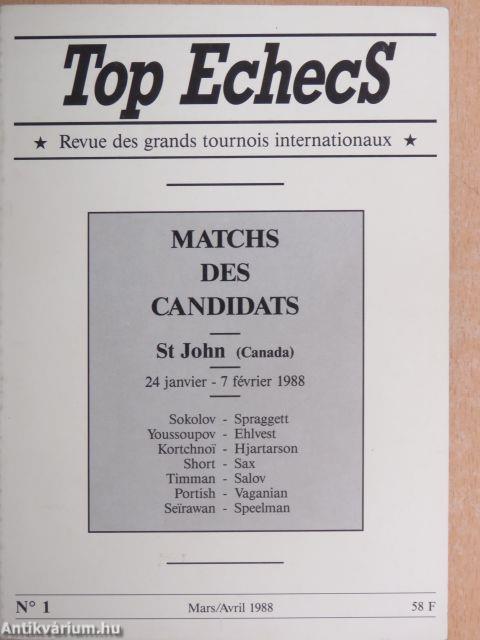 Top EchecS
★ Revue des grands tournois internationaux ★
MATCHS
DES
CANDIDATS
St John (Canada)
24 janvier - 7 février 1988
Sokolov - Spraggett
Youssoupov - Ehlvest
Kortchnoï - Hjartarson
Short - Sax
Timman - Salov
Portish - Vaganian
Seïrawan - Speelman
N° 1 Mars/Avril 1988 58 F
Antikvárium.hu